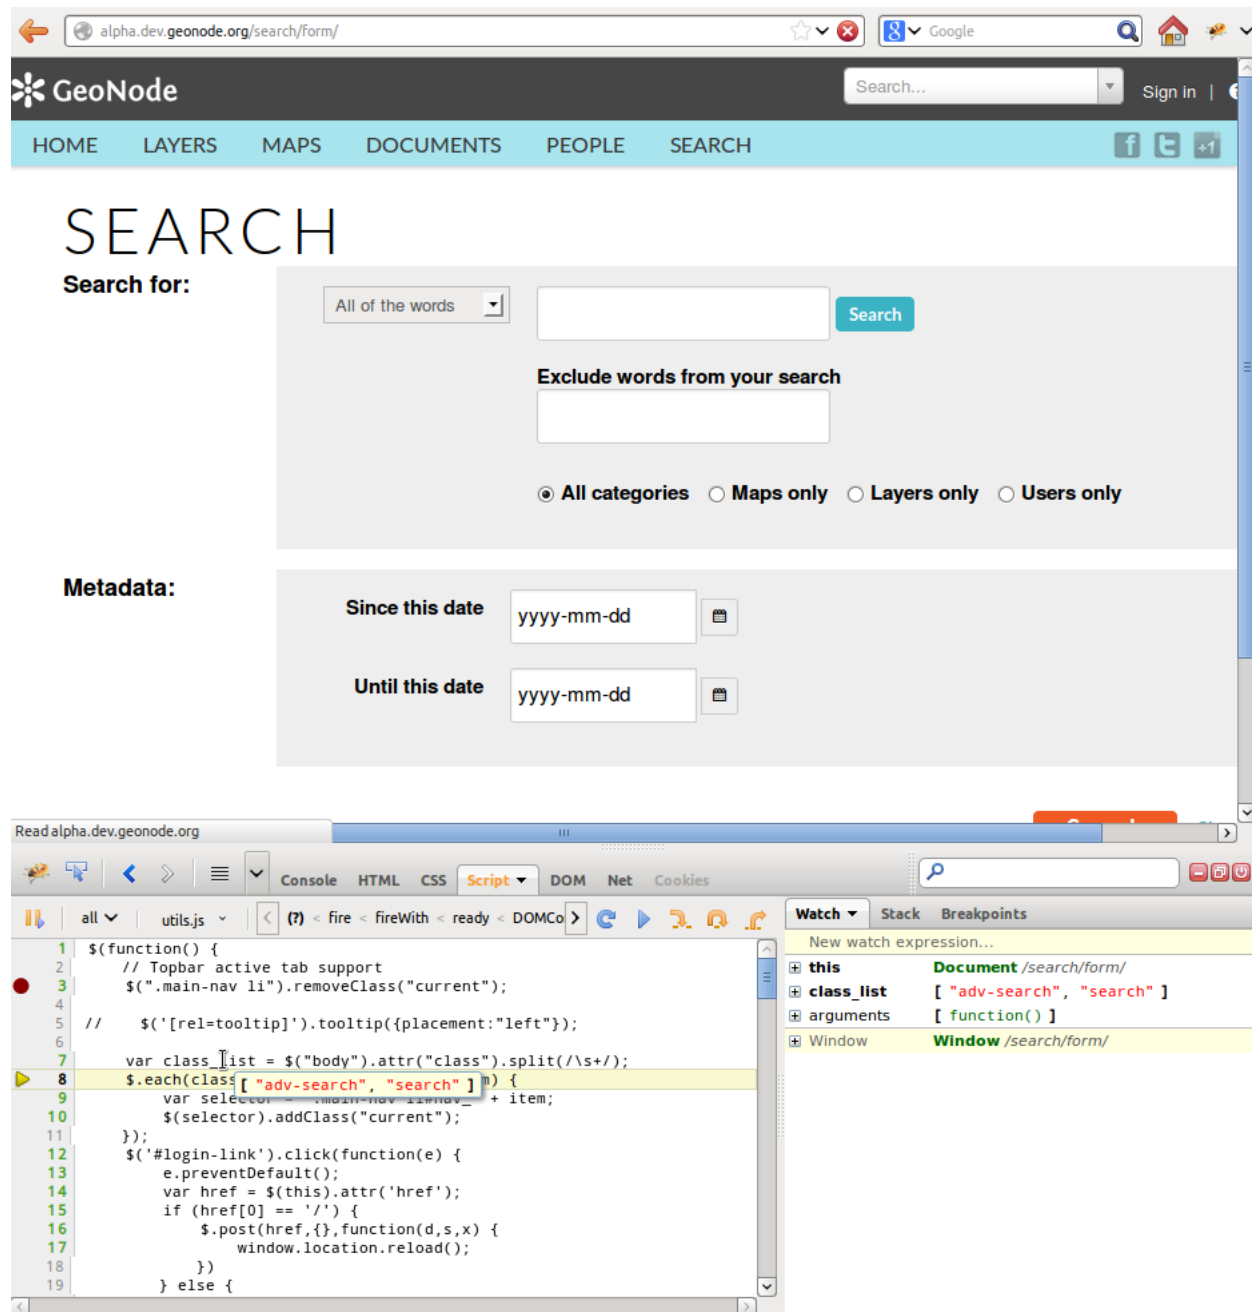 alpha.dev.geonode.org/search/form/
Google
GeoNode
Search...
Sign in |
HOME LAYERS MAPS DOCUMENTS PEOPLE SEARCH
f t +1
SEARCH
Search for:
All of the words
Search
Exclude words from your search
All categories Maps only Layers only Users only
Metadata:
Since this date
yyyy-mm-dd
Until this date
yyyy-mm-dd
Read alpha.dev.geonode.org
Console HTML CSS Script DOM Net Cookies
all utils.js (?) < fire < fireWith < ready < DOMCo
Watch Stack Breakpoints
New watch expression...
this Document /search/form/
class_list [ "adv-search", "search" ]
arguments [ function() ]
Window Window /search/form/
1 $(function() {
2 // Topbar active tab support
3 $(".main-nav li").removeClass("current");
4
5 // $('[rel=tooltip]').tooltip({placement:"left"});
6
7 var class_list = $("body").attr("class").split(/\s+/);
8 $.each(class [ "adv-search", "search" ] m) {
9 var selector = ".main-nav li#nav_" + item;
10 $(selector).addClass("current");
11 });
12 $('#login-link').click(function(e) {
13 e.preventDefault();
14 var href = $(this).attr('href');
15 if (href[0] == '/') {
16 $.post(href,{},function(d,s,x) {
17 window.location.reload();
18 })
19 } else {